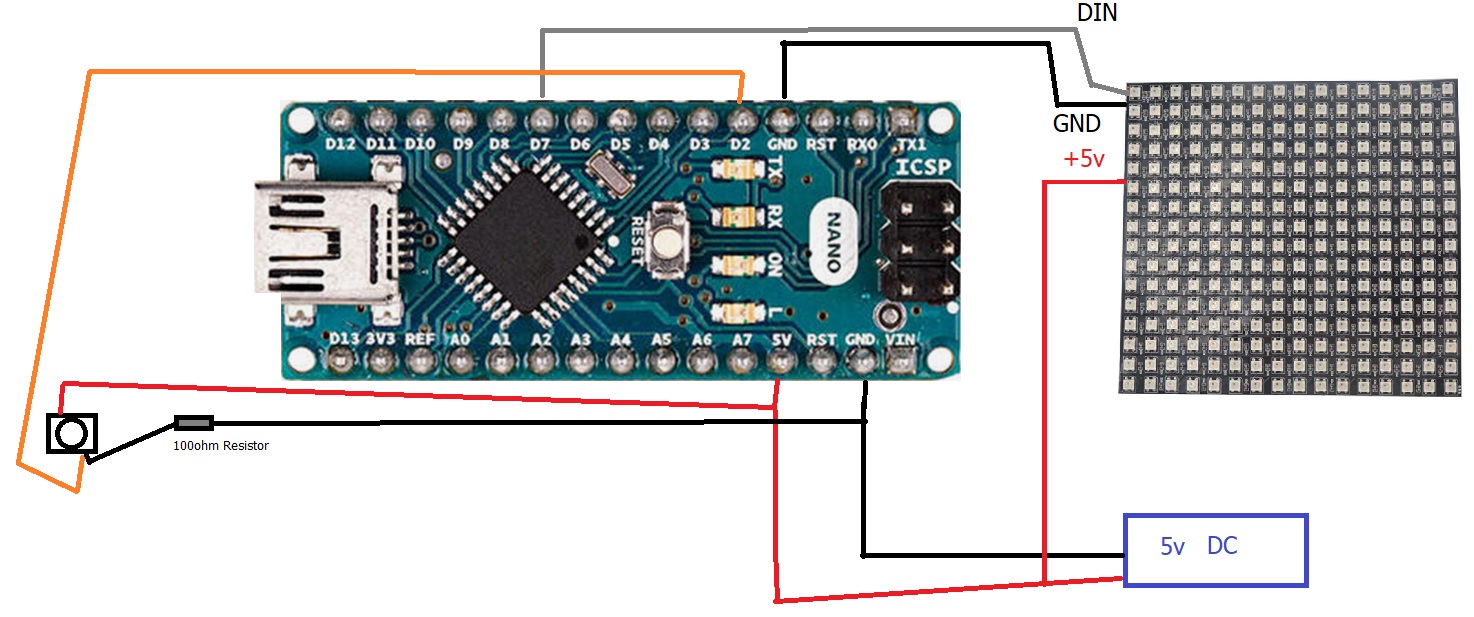 DIN
D12 D11 D10 D9 D8 D7 D6 D5 D4 D3 D2 GND RST RX0 TX1
GND
+5v
ICSP
TX
RX
RESET
NANO
ON
L
D13 3V3 REF A0 A1 A2 A3 A4 A5 A6 A7 5V RST GND VIN
100ohm Resistor
5v DC